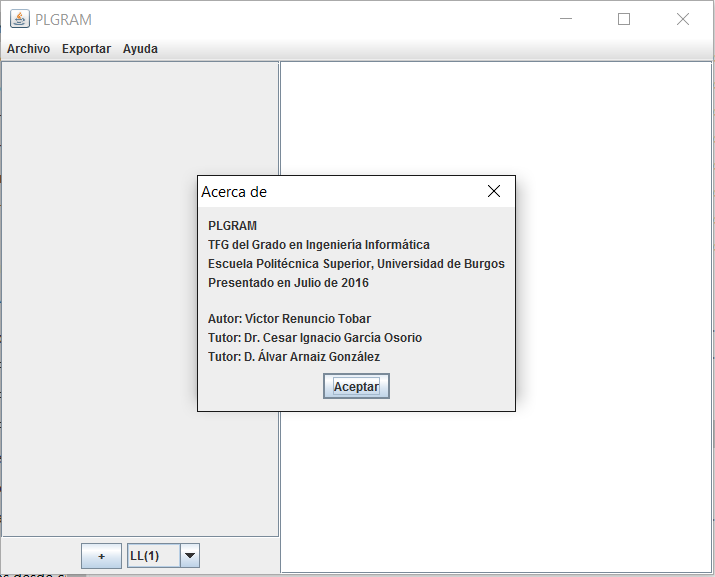 PLGRAM
Archivo Exportar Ayuda
Acerca de
PLGRAM
TFG del Grado en Ingeniería Informática
Escuela Politécnica Superior, Universidad de Burgos
Presentado en Julio de 2016
Autor: Víctor Renuncio Tobar
Tutor: Dr. Cesar Ignacio García Osorio
Tutor: D. Álvar Arnaiz González
Aceptar
+ LL(1)